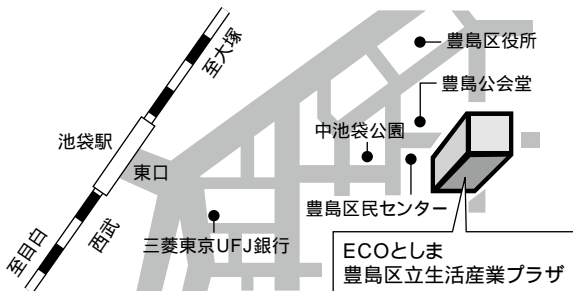 豊島区役所
至大塚
豊島公会堂
中池袋公園
池袋駅
東口
豊島区民センター
西武
三菱東京UFJ銀行
至目白
ECOとしま
豊島区立生活産業プラザ